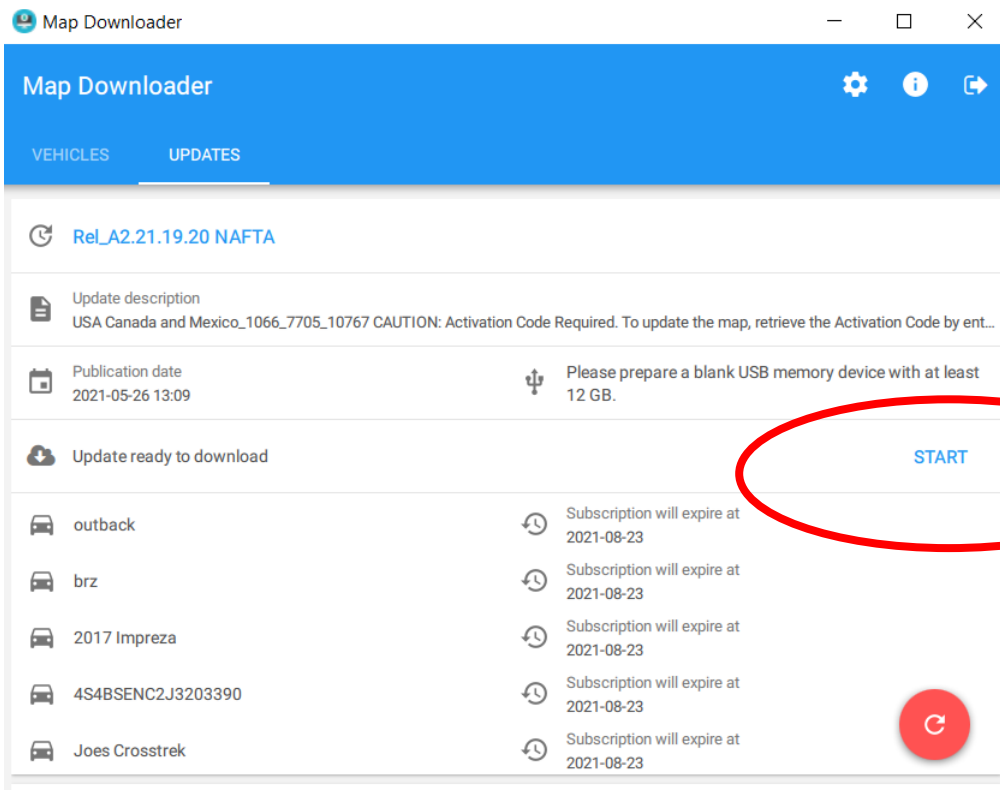 Map Downloader
Map Downloader
VEHICLES UPDATES
Rel_A2.21.19.20 NAFTA
Update description
USA Canada and Mexico_1066_7705_10767 CAUTION: Activation Code Required. To update the map, retrieve the Activation Code by ent...
Publication date
2021-05-26 13:09
Please prepare a blank USB memory device with at least
12 GB.
Update ready to download
START
outback
Subscription will expire at
2021-08-23
brz
Subscription will expire at
2021-08-23
2017 Impreza
Subscription will expire at
2021-08-23
4S4BSENC2J3203390
Subscription will expire at
2021-08-23
Joes Crosstrek
Subscription will expire at
2021-08-23